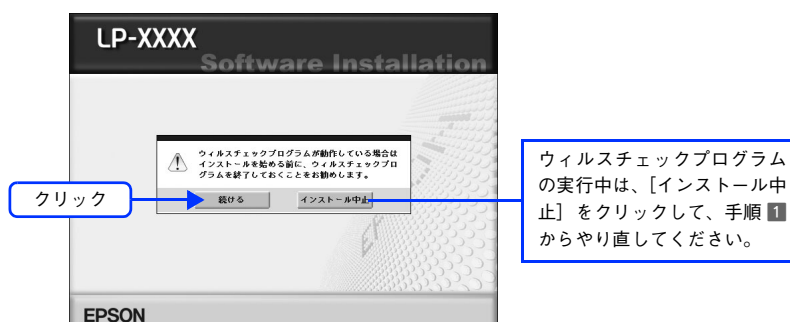 LP-XXXX
Software Installation
ウィルスチェックプログラムが動作している場合は
インストールを始める前に、ウィルスチェックプロ
グラムを終了しておくことをお勧めします。
クリック
続ける
インストール中止
ウィルスチェックプログラム
の実行中は、［インストール中
止］をクリックして、手順 1
からやり直してください。
EPSON